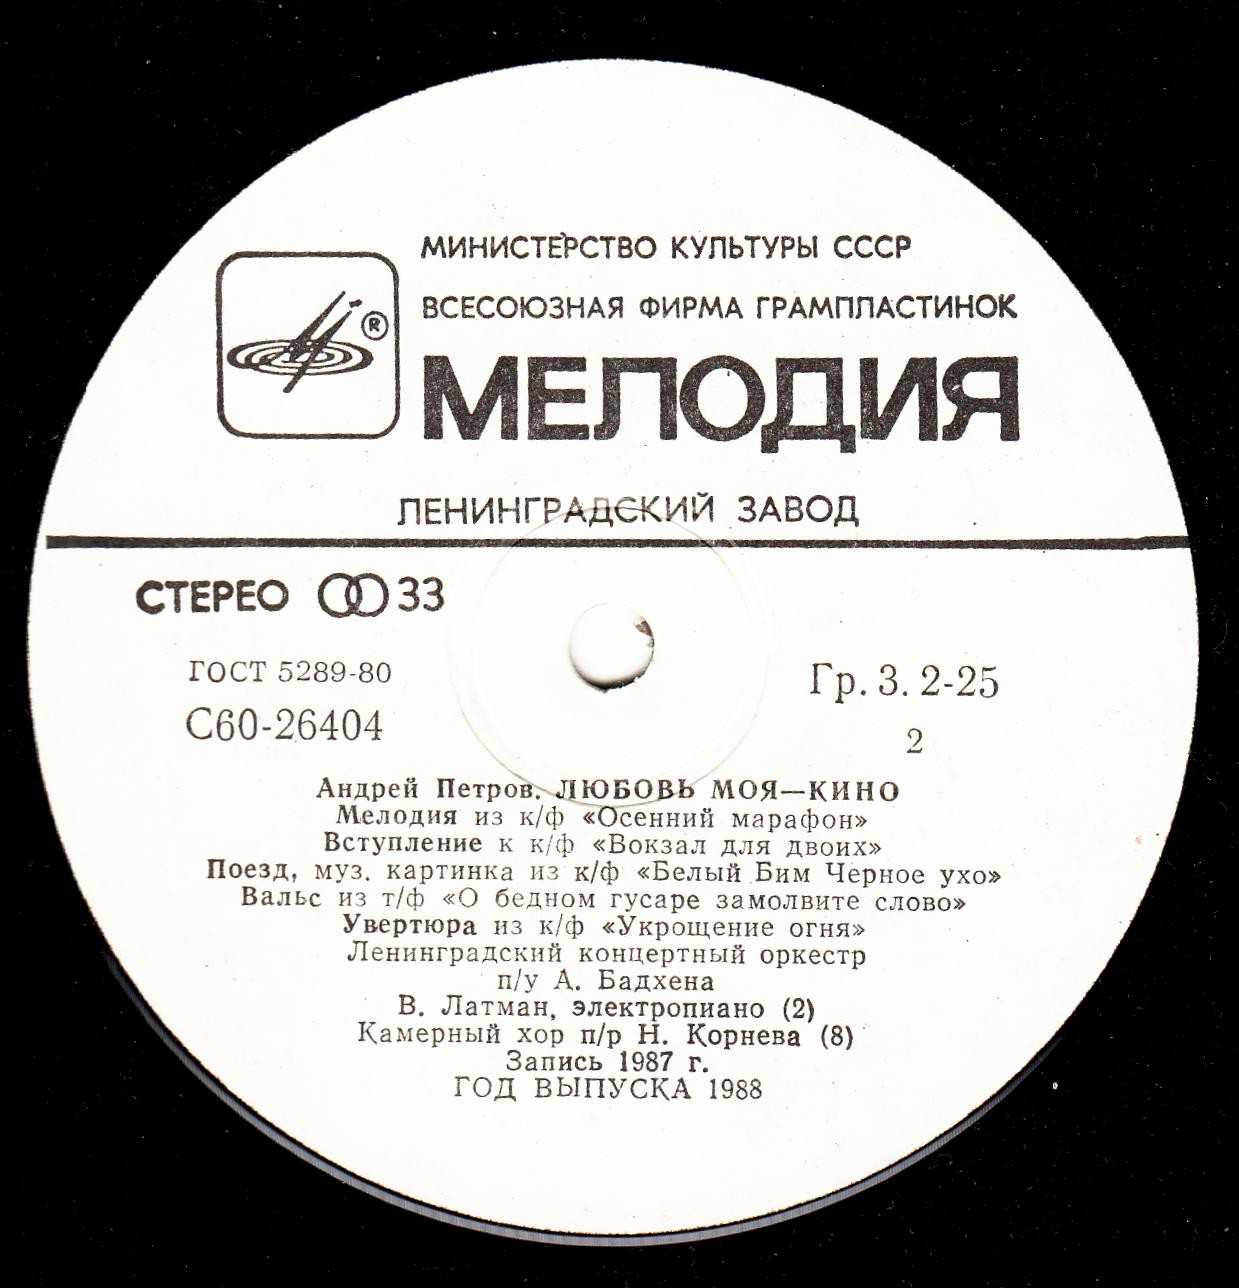 МИНИСТЕРСТВО КУЛЬТУРЫ СССР
ВСЕСОЮЗНАЯ ФИРМА ГРАМПЛАСТИНОК
®
МЕЛОДИЯ
ЛЕНИНГРАДСКИЙ ЗАВОД
СТЕРЕО 33
ГОСТ 5289-80
Гр. 3. 2-25
С60-26404
2
Андрей Петров. ЛЮБОВЬ МОЯ—КИНО
Мелодия из к/ф «Осенний марафон»
Вступление к к/ф «Вокзал для двоих»
Поезд, муз. картинка из к/ф «Белый Бим Черное ухо»
Вальс из т/ф «О бедном гусаре замолвите слово»
Увертюра из к/ф «Укрощение огня»
Ленинградский концертный оркестр
п/у А. Бадхена
В. Латман, электропиано (2)
Камерный хор п/р Н. Корнева (8)
Запись 1987 г.
ГОД ВЫПУСКА 1988